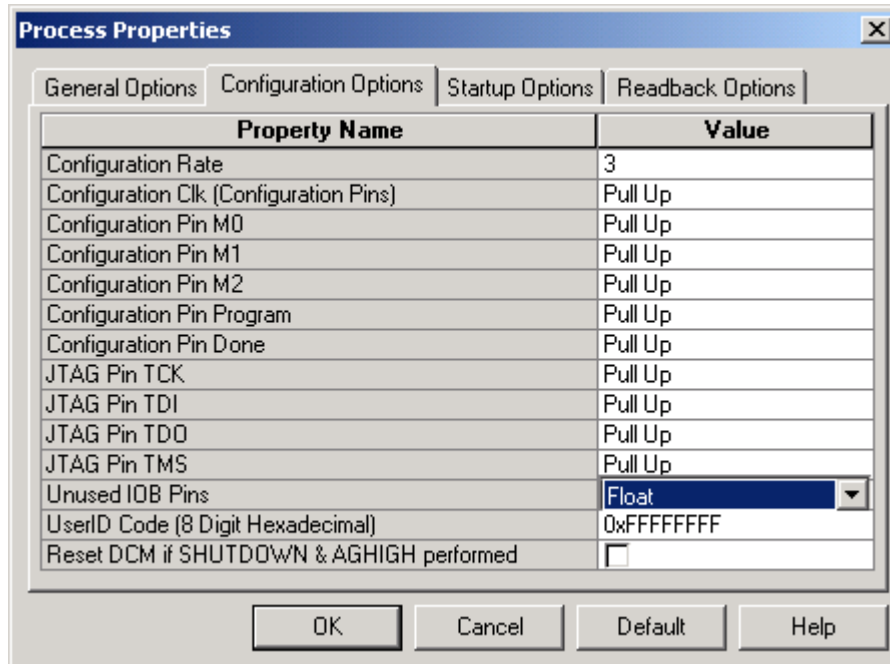 Process Properties
General Options Configuration Options Startup Options Readback Options
Property Name Value
Configuration Rate 3
Configuration Clk (Configuration Pins) Pull Up
Configuration Pin M0 Pull Up
Configuration Pin M1 Pull Up
Configuration Pin M2 Pull Up
Configuration Pin Program Pull Up
Configuration Pin Done Pull Up
JTAG Pin TCK Pull Up
JTAG Pin TDI Pull Up
JTAG Pin TDO Pull Up
JTAG Pin TMS Pull Up
Unused IOB Pins Float
UserID Code (8 Digit Hexadecimal) 0xFFFFFFFF
Reset DCM if SHUTDOWN & AGHIGH performed
OK Cancel Default Help